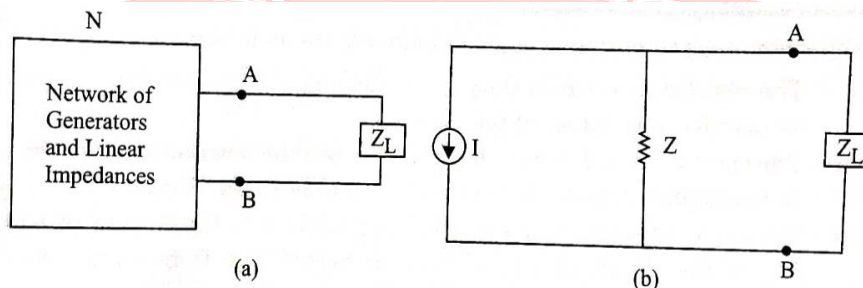 N
Network of
Generators
and Linear
Impedances
A
Z_L
B
(a)
I
Z
A
Z_L
B
(b)